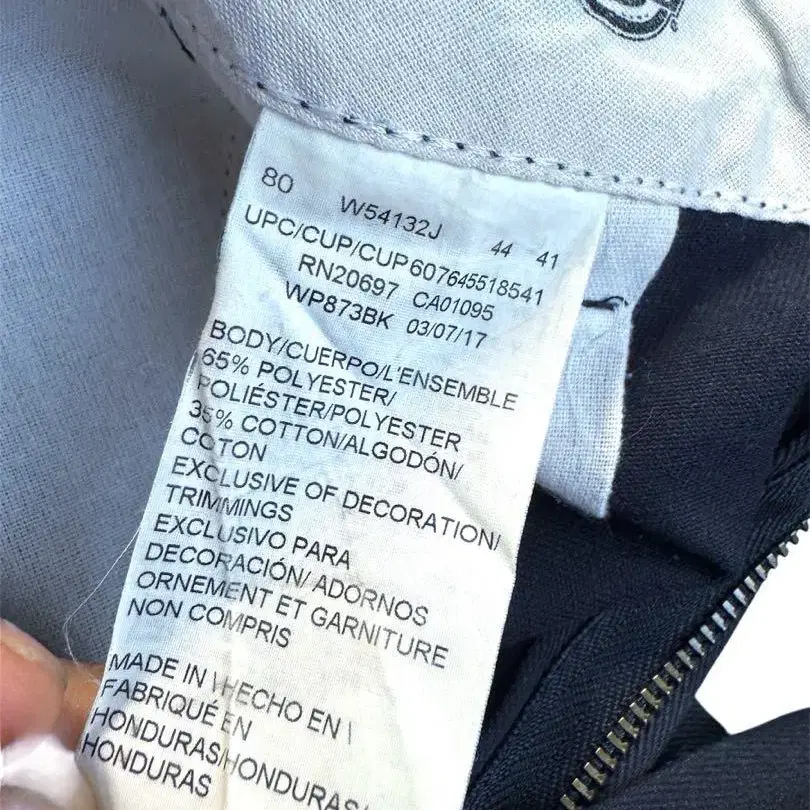 80 W54132J 44 41
UPC/CUP/CUP 607645518541
RN20697 CA01095
WP873BK 03/07/17
BODY/CUERPO/L'ENSEMBLE
65% POLYESTER/
POLIÉSTER/POLYESTER
35% COTTON/ALGODÓN/
COTON
EXCLUSIVE OF DECORATION/
TRIMMINGS
EXCLUSIVO PARA
DECORACIÓN/ADORNOS
ORNEMENT ET GARNITURE
NON COMPRIS
MADE IN \ HECHO EN |
FABRIQUÉ EN
HONDURAS/HONDURAS/
HONDURAS